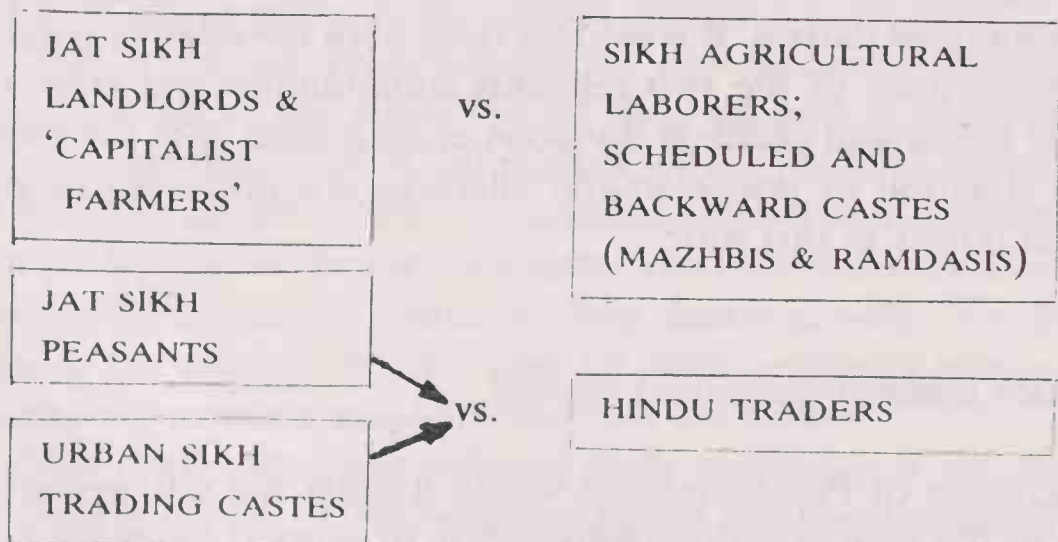 JAT SIKH
LANDLORDS &
‘CAPITALIST
FARMERS’
vs.
SIKH AGRICULTURAL
LABORERS;
SCHEDULED AND
BACKWARD CASTES
(MAZHBIS & RAMDASIS)
JAT SIKH
PEASANTS
URBAN SIKH
TRADING CASTES
vs.
HINDU TRADERS